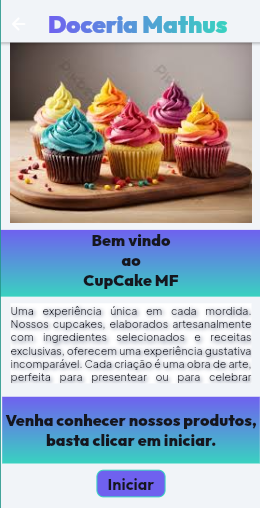 Doceria Mathus
Bem vindo
ao
CupCake MF
Uma experiência única em cada mordida.
Nossos cupcakes, elaborados artesanalmente
com ingredientes selecionados e receitas
exclusivas, oferecem uma experiência gustativa
incomparável. Cada criação é uma obra de arte,
perfeita para presentear ou para celebrar
Venha conhecer nossos produtos,
basta clicar em iniciar.
Iniciar